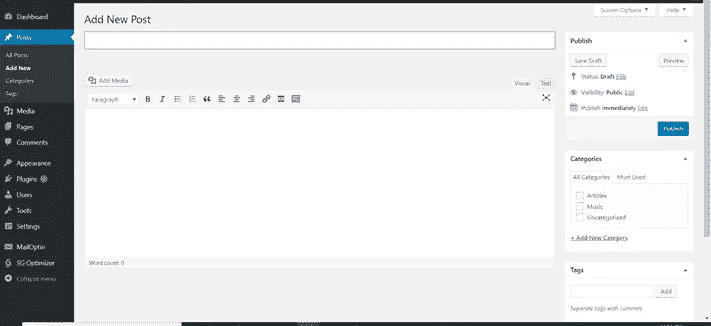 Dashboard
Posts
All Posts
Add New
Categories
Tags
Media
Pages
Comments
Appearance
Plugins
Users
Tools
Settings
MailOptin
SG Optimizer
Collapse menu
Screen Options
Help
Add New Post
Add Media
Visual
Text
Paragraph
B
I
Word count: 0
Publish
Save Draft
Preview
Status: Draft Edit
Visibility: Public Edit
Publish immediately Edit
Publish
Categories
All Categories
Most Used
Articles
Music
Uncategorized
+ Add New Category
Tags
Add
Separate tags with commas